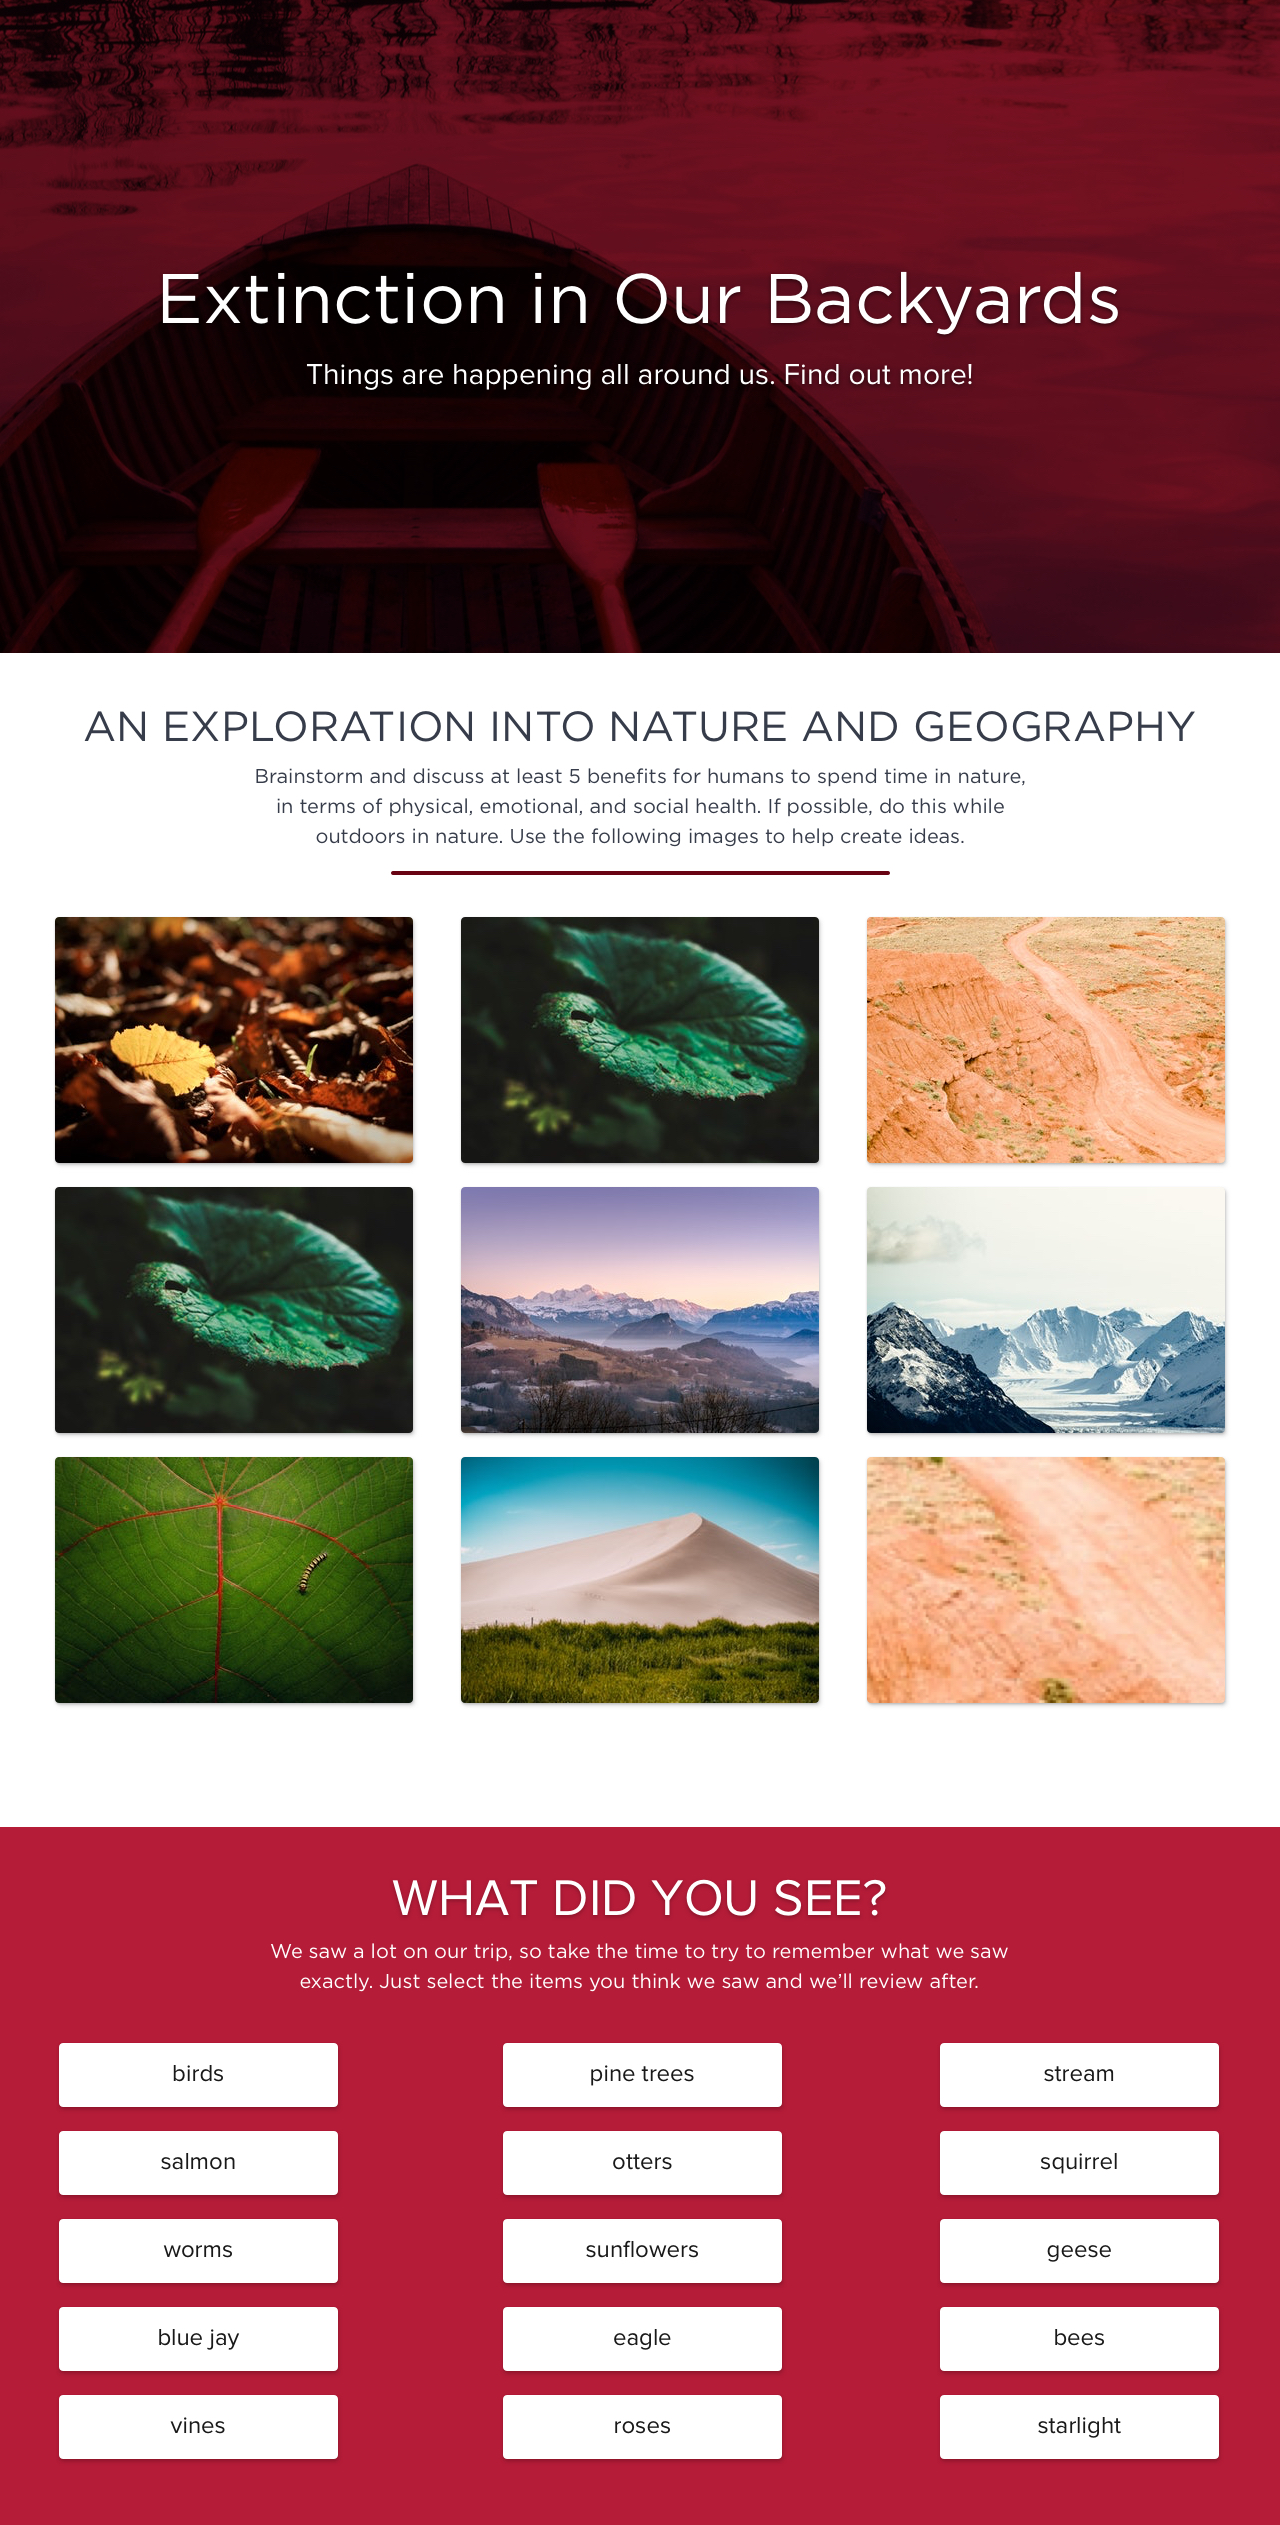 Extinction in Our Backyards
Things are happening all around us. Find out more!
AN EXPLORATION INTO NATURE AND GEOGRAPHY
Brainstorm and discuss at least 5 benefits for humans to spend time in nature,
in terms of physical, emotional, and social health. If possible, do this while
outdoors in nature. Use the following images to help create ideas.
WHAT DID YOU SEE?
We saw a lot on our trip, so take the time to try to remember what we saw
exactly. Just select the items you think we saw and we’ll review after.
birds
pine trees
stream
salmon
otters
squirrel
worms
sunflowers
geese
blue jay
eagle
bees
vines
roses
starlight